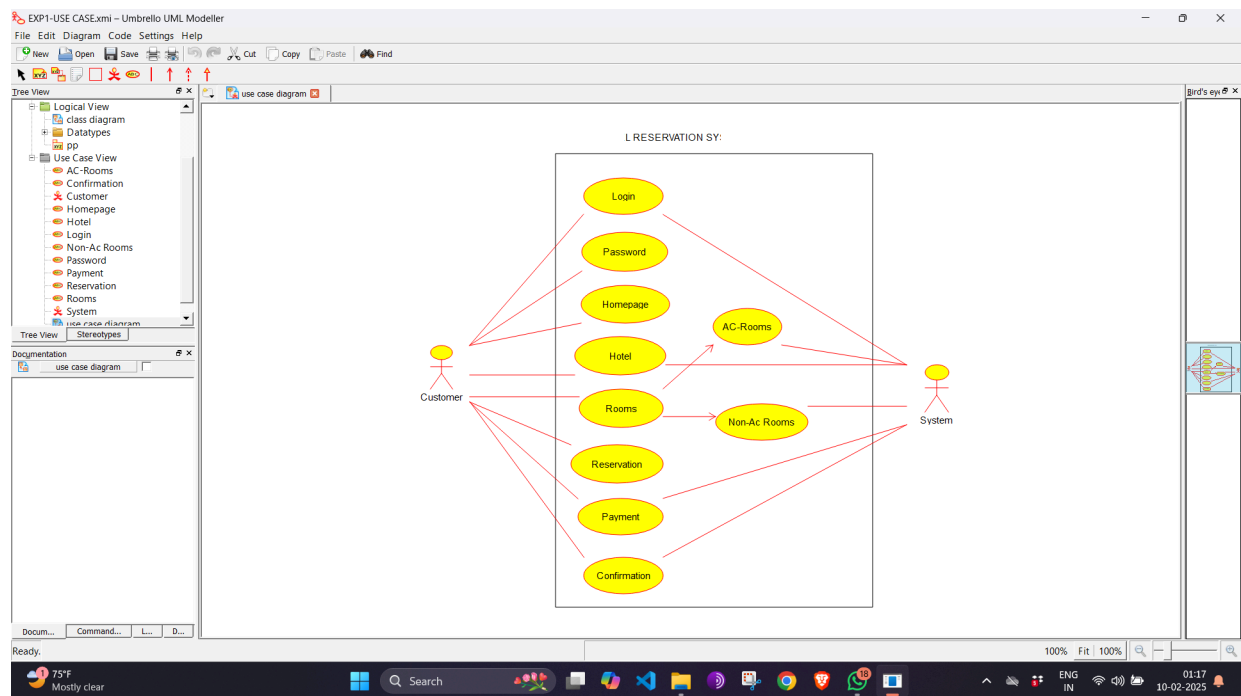 EXP1-USE CASE.xmi – Umbrello UML Modeller
File Edit Diagram Code Settings Help
New Open Save Cut Copy Paste Find
Tree View
use case diagram
Bird's eye
Logical View
class diagram
Datatypes
pp
Use Case View
AC-Rooms
Confirmation
Customer
Homepage
Hotel
Login
Non-Ac Rooms
Password
Payment
Reservation
Rooms
System
use case diagram
Tree View Stereotypes
Documentation
use case diagram
Docum... Command... L... D...
L RESERVATION SY
Login
Password
Homepage
AC-Rooms
Hotel
Customer
Rooms
Non-Ac Rooms
System
Reservation
Payment
Confirmation
Ready.
100% Fit 100%
1
75°F
Mostly clear
Search
18
ENG
IN
01:17
10-02-2025